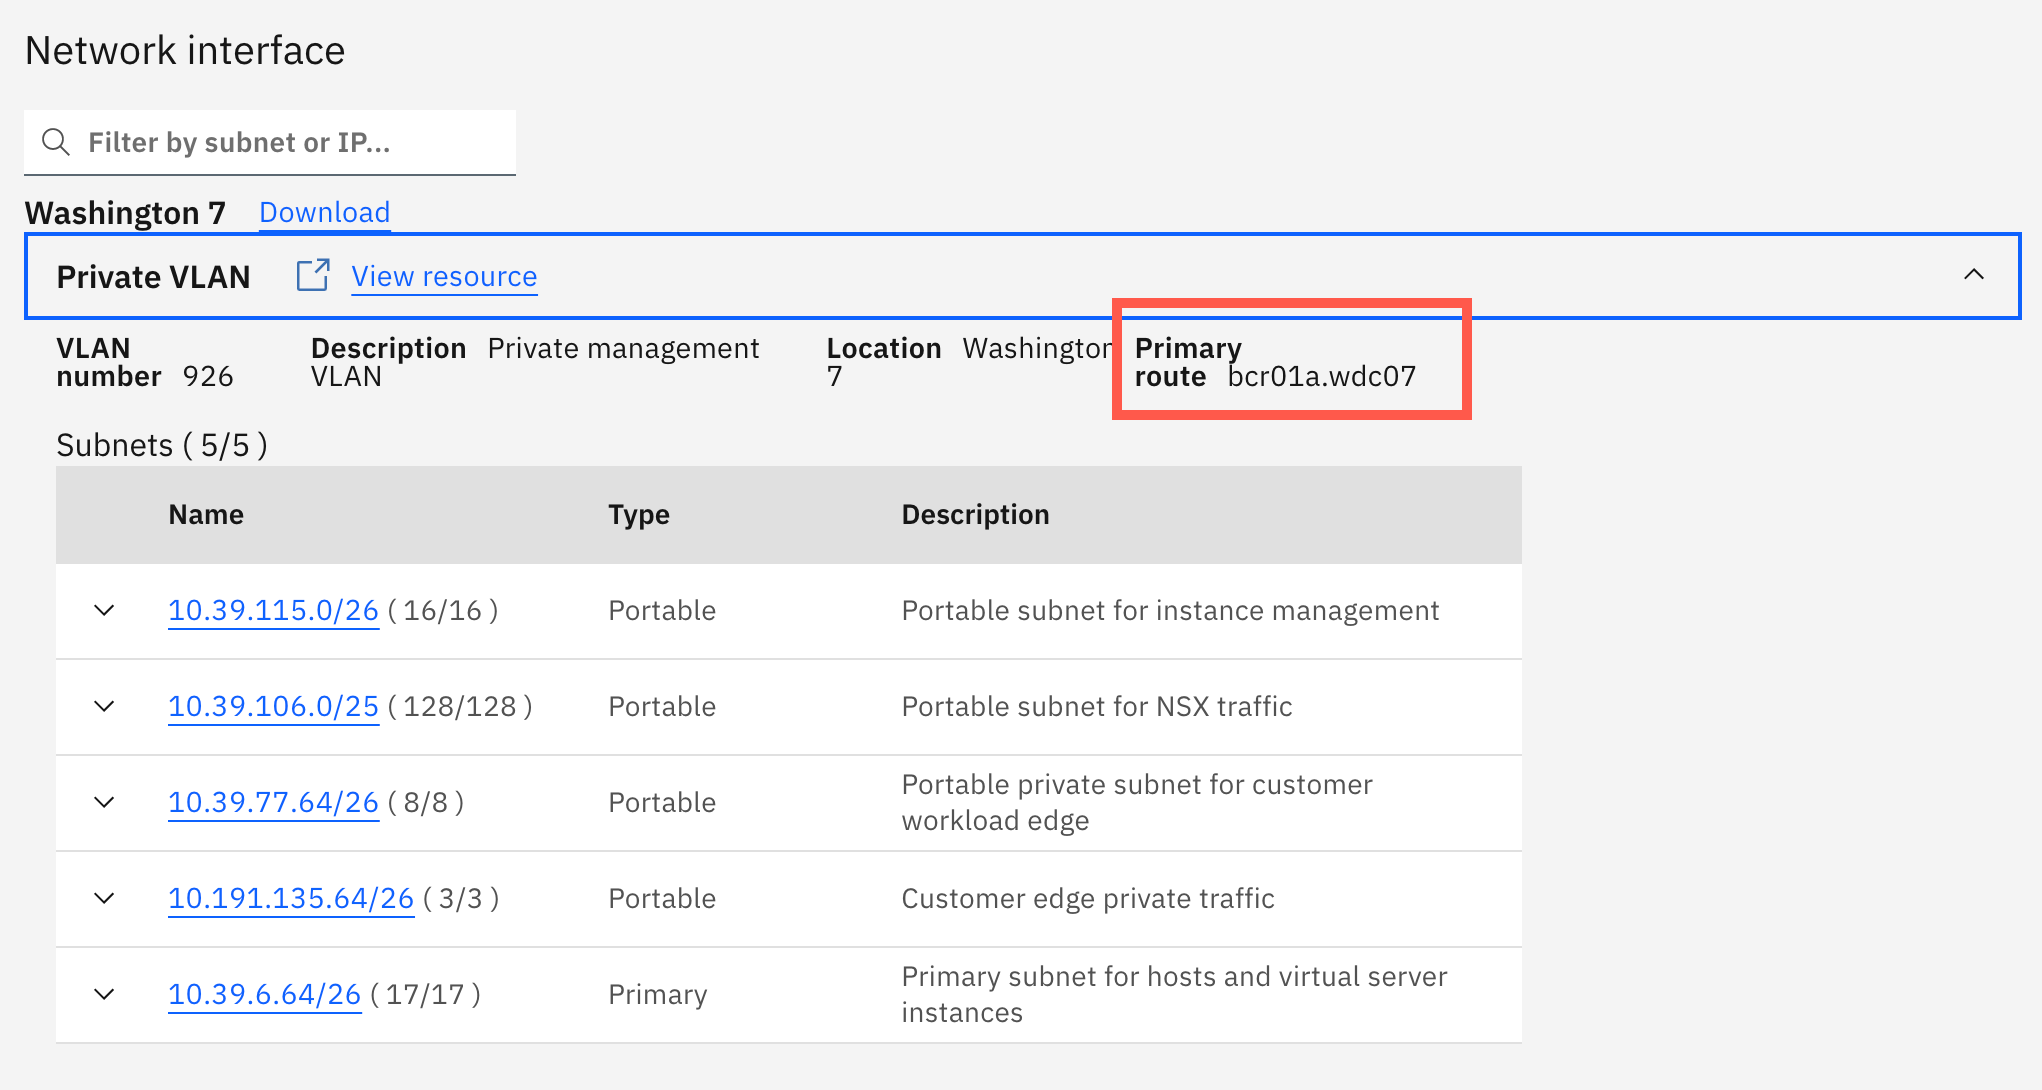 Network interface
Filter by subnet or IP...
Washington 7 Download
Private VLAN View resource
VLAN number 926
Description Private management VLAN
Location Washington 7
Primary route bcr01a.wdc07
Subnets ( 5/5 )
Name Type Description
10.39.115.0/26 ( 16/16 ) Portable Portable subnet for instance management
10.39.106.0/25 ( 128/128 ) Portable Portable subnet for NSX traffic
10.39.77.64/26 ( 8/8 ) Portable Portable private subnet for customer
workload edge
10.191.135.64/26 ( 3/3 ) Portable Customer edge private traffic
10.39.6.64/26 ( 17/17 ) Primary Primary subnet for hosts and virtual server
instances